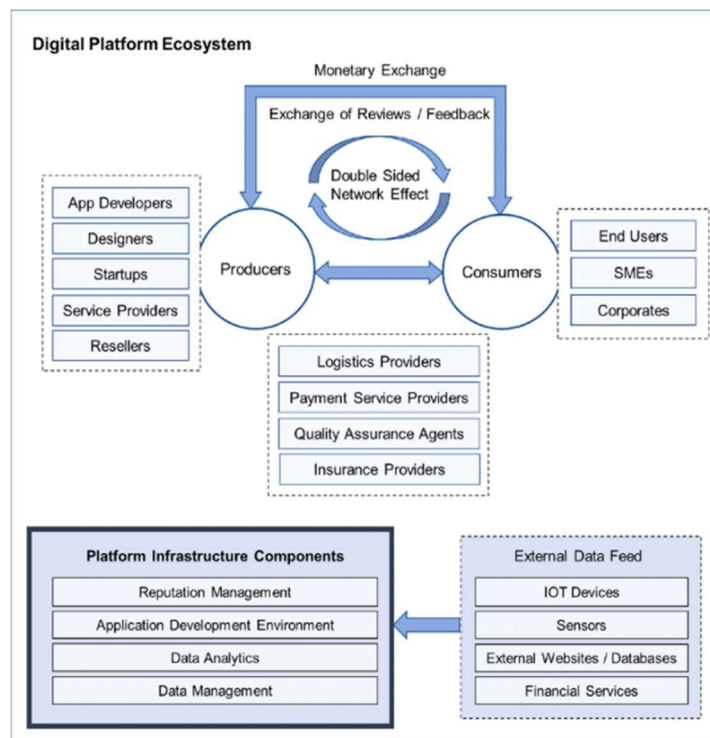 Digital Platform Ecosystem
Monetary Exchange
Exchange of Reviews / Feedback
Double Sided
Network Effect
App Developers
Designers
Startups
Service Providers
Resellers
Producers
Consumers
End Users
SMEs
Corporates
Logistics Providers
Payment Service Providers
Quality Assurance Agents
Insurance Providers
Platform Infrastructure Components
Reputation Management
Application Development Environment
Data Analytics
Data Management
External Data Feed
IOT Devices
Sensors
External Websites / Databases
Financial Services